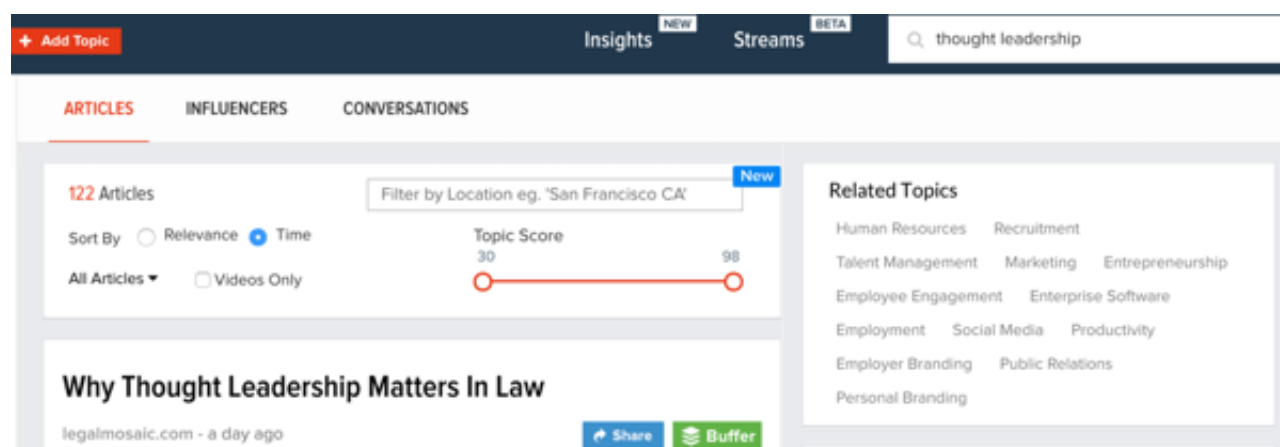 + Add Topic
Insights NEW
Streams BETA
thought leadership
ARTICLES INFLUENCERS CONVERSATIONS
122 Articles
Filter by Location eg. 'San Francisco CA'
New
Sort By Relevance Time
Topic Score
30 98
All Articles Videos Only
Why Thought Leadership Matters In Law
legalmosaic.com - a day ago
Share Buffer
Related Topics
Human Resources Recruitment
Talent Management Marketing Entrepreneurship
Employee Engagement Enterprise Software
Employment Social Media Productivity
Employer Branding Public Relations
Personal Branding